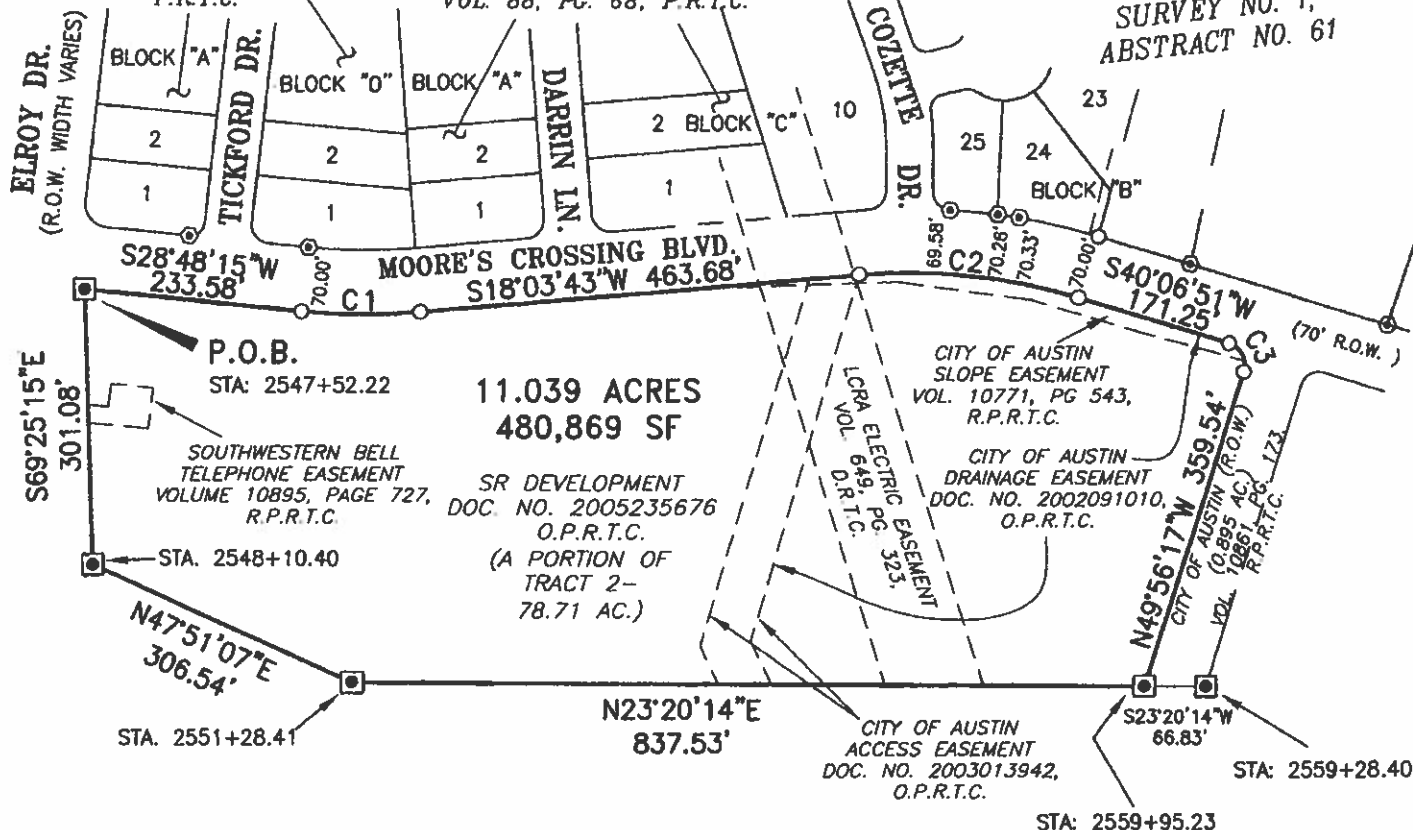 P.R.T.C.
VOL. 88, PG. 68, P.R.T.C.
SURVEY NO. 1,
ABSTRACT NO. 61
ELROY DR.
(R.O.W. WIDTH VARIES)
BLOCK "A"
2
1
TICKFORD DR.
BLOCK "O"
2
1
BLOCK "A"
2
1
DARRIN LN.
2 BLOCK "C"
1
10
COZETTE DR.
25
24
23
BLOCK "B"
S28°48'15"W
233.58'
70.00'
C1
MOORE'S CROSSING BLVD.
S18°03'43"W 463.68'
69.58'
C2
70.28'
70.33'
70.00'
S40°06'51"W
171.25'
C3
(70' R.O.W. )
P.O.B.
STA: 2547+52.22
S69°25'15"E
301.08'
SOUTHWESTERN BELL
TELEPHONE EASEMENT
VOLUME 10895, PAGE 727,
R.P.R.T.C.
11.039 ACRES
480,869 SF
SR DEVELOPMENT
DOC. NO. 2005235676
O.P.R.T.C.
(A PORTION OF
TRACT 2-
78.71 AC.)
LCRA ELECTRIC EASEMENT
VOL. 649, PG. 323,
D.R.T.C.
CITY OF AUSTIN
SLOPE EASEMENT
VOL. 10771, PG 543,
R.P.R.T.C.
CITY OF AUSTIN
DRAINAGE EASEMENT
DOC. NO. 2002091010,
O.P.R.T.C.
N49°56'17"W 359.54'
CITY OF AUSTIN (R.O.W.)
(0.895 AC.)
VOL. 10861, PG. 173,
R.P.R.T.C.
STA. 2548+10.40
N47°51'07"E
306.54'
STA. 2551+28.41
N23°20'14"E
837.53'
CITY OF AUSTIN
ACCESS EASEMENT
DOC. NO. 2003013942,
O.P.R.T.C.
S23°20'14"W
66.83'
STA: 2559+28.40
STA: 2559+95.23